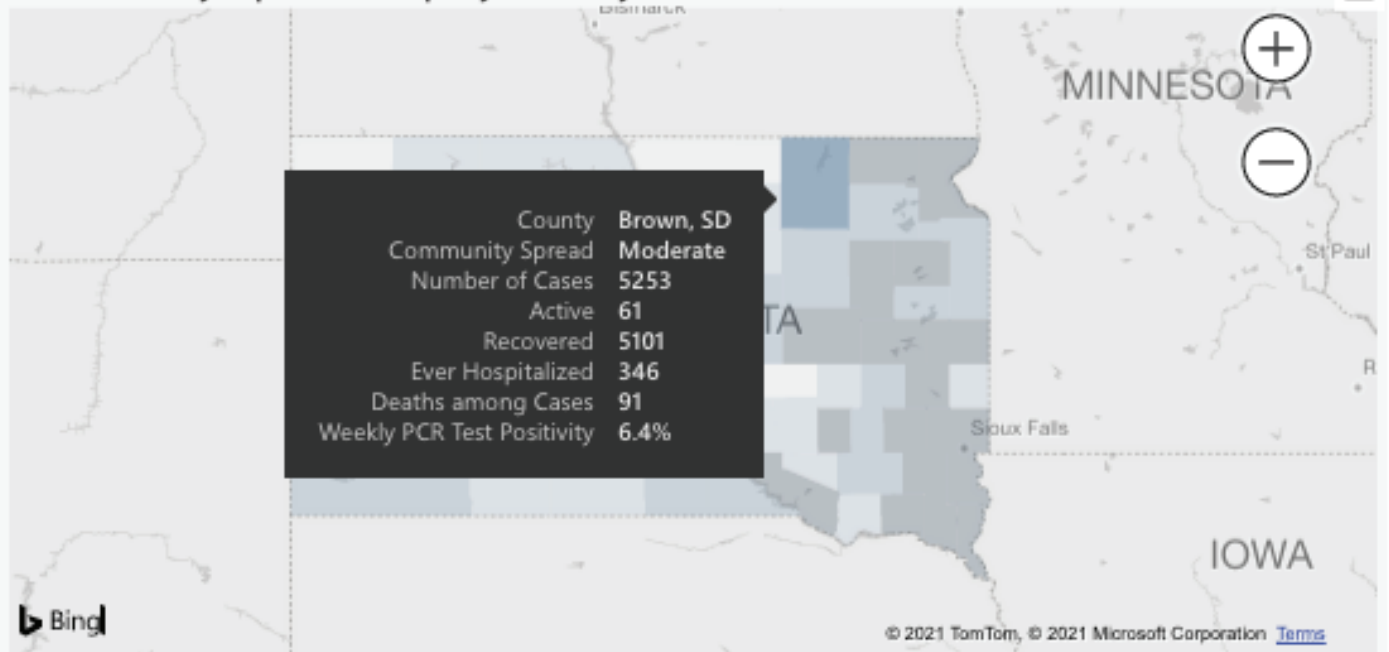 Bismarck
MINNESOTA
County Brown, SD
Community Spread Moderate
Number of Cases 5253
Active 61
Recovered 5101
Ever Hospitalized 346
Deaths among Cases 91
Weekly PCR Test Positivity 6.4%
St Paul
TA
R
Sioux Falls
IOWA
Bing
© 2021 TomTom, © 2021 Microsoft Corporation Terms